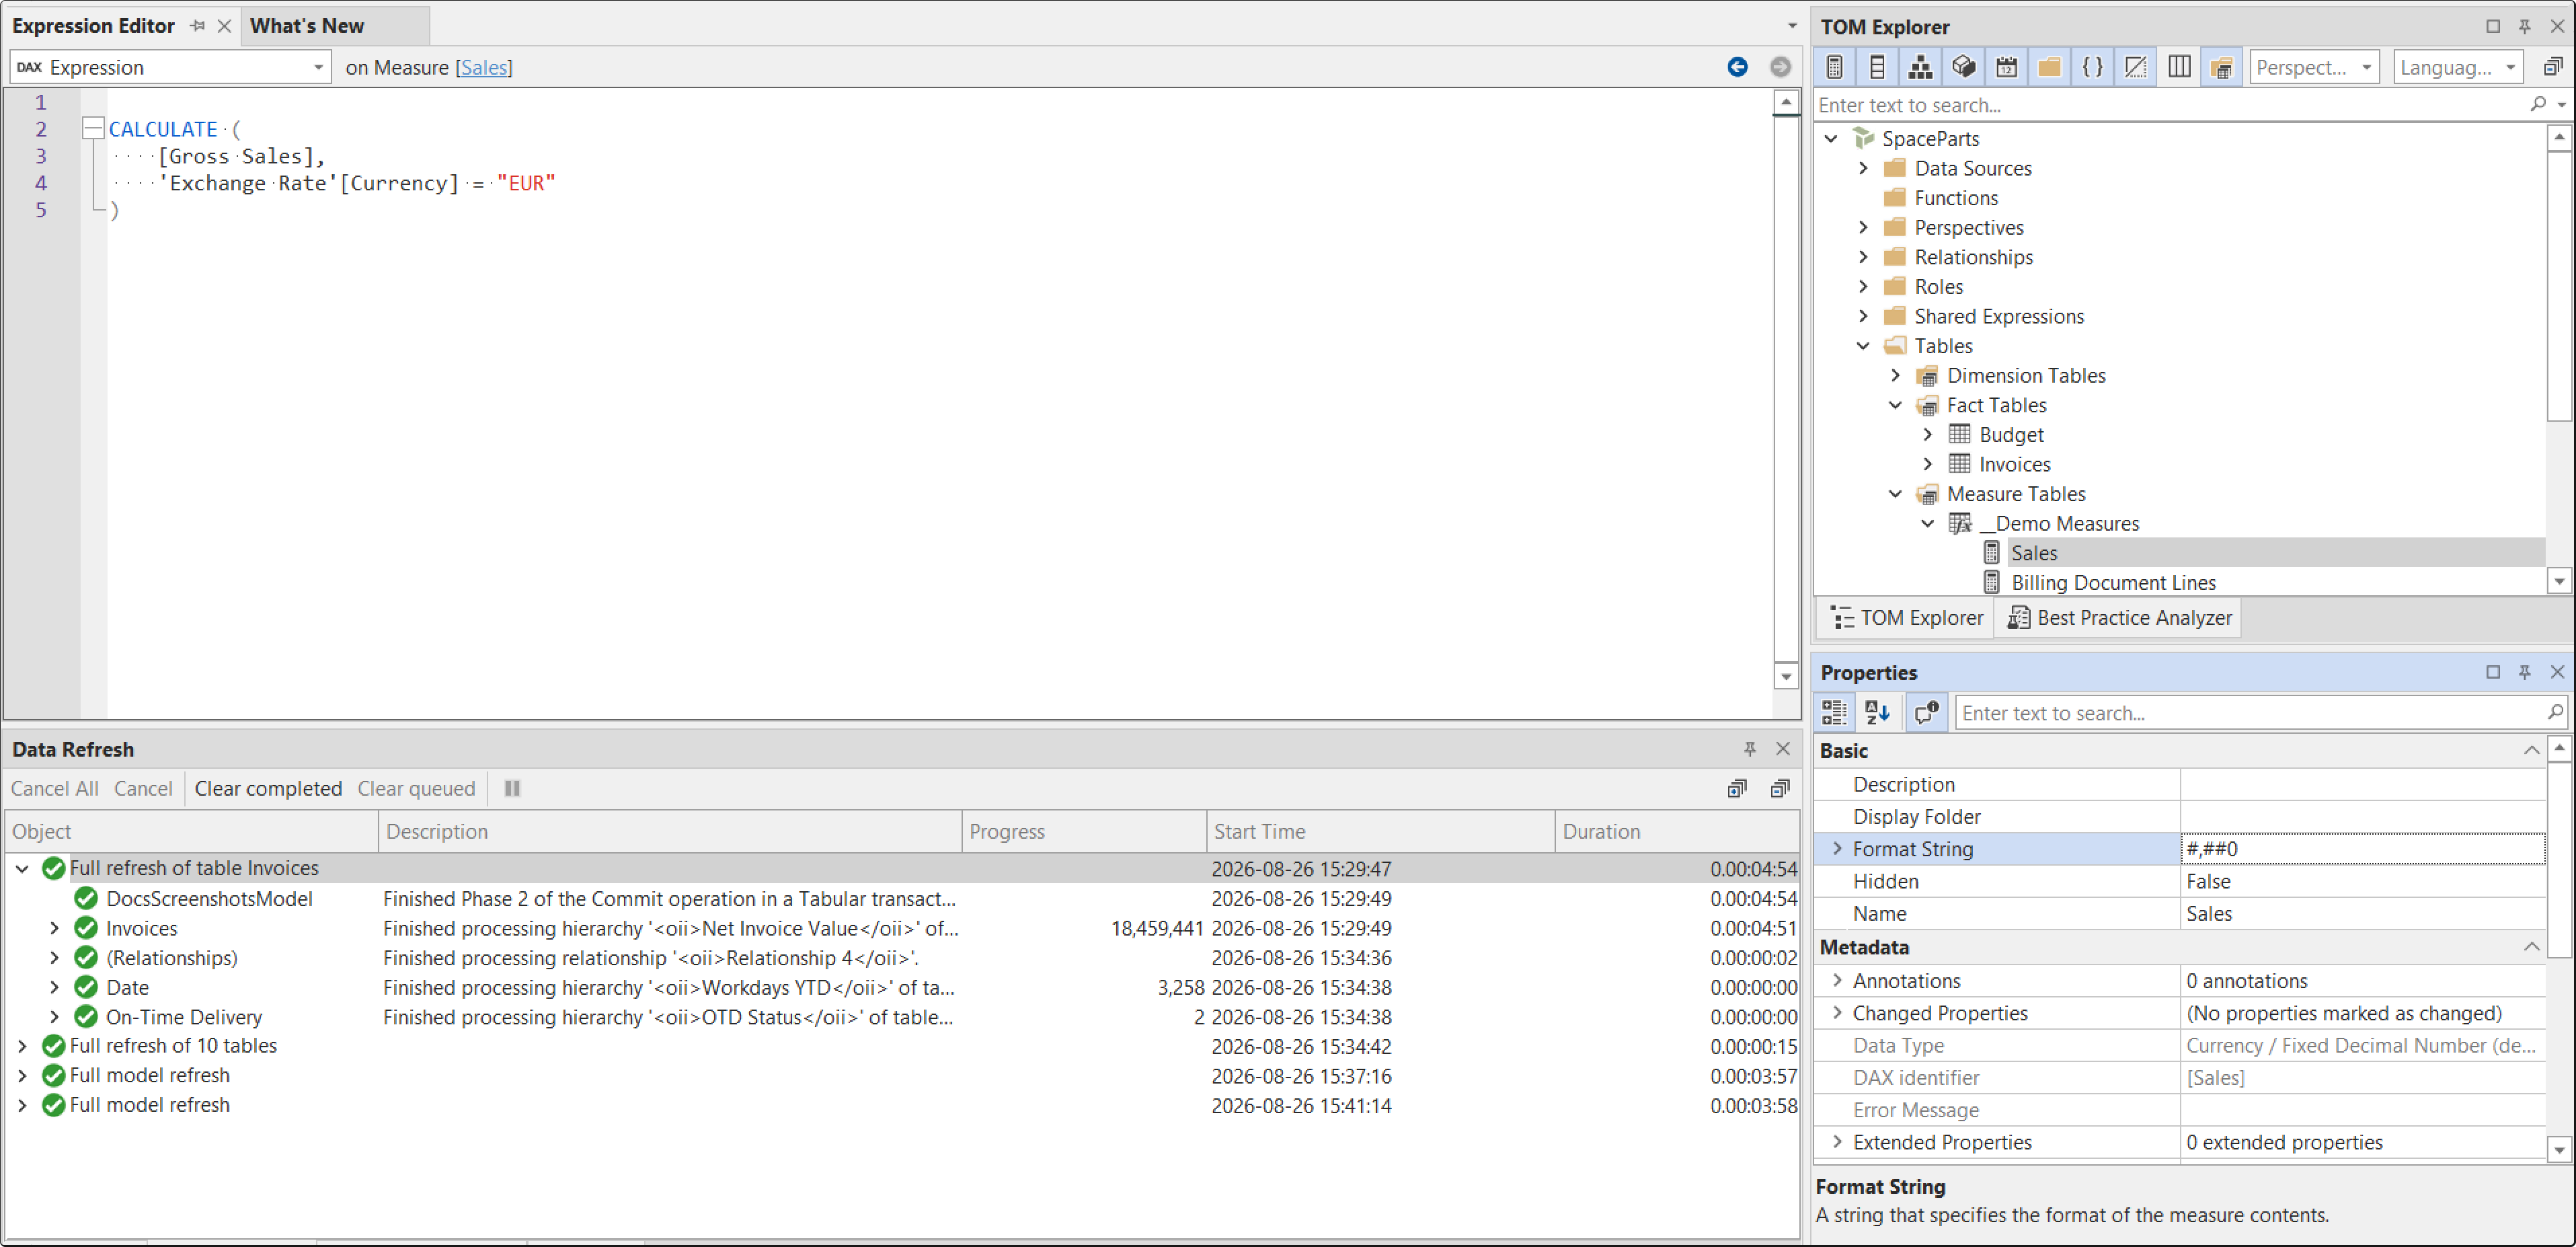 Expression Editor
What's New
DAX Expression
on Measure [Sales]
1
2 CALCULATE (
3 [Gross Sales],
4 'Exchange Rate'[Currency] = "EUR"
5 )
Data Refresh
Cancel All Cancel Clear completed Clear queued
Object Description Progress Start Time Duration
Full refresh of table Invoices 2026-08-26 15:29:47 0.00:04:54
DocsScreenshotsModel Finished Phase 2 of the Commit operation in a Tabular transact... 2026-08-26 15:29:49 0.00:04:54
Invoices Finished processing hierarchy '<oii>Net Invoice Value</oii>' of... 18,459,441 2026-08-26 15:29:49 0.00:04:51
(Relationships) Finished processing relationship '<oii>Relationship 4</oii>'. 2026-08-26 15:34:36 0.00:00:02
Date Finished processing hierarchy '<oii>Workdays YTD</oii>' of ta... 3,258 2026-08-26 15:34:38 0.00:00:00
On-Time Delivery Finished processing hierarchy '<oii>OTD Status</oii>' of table... 2 2026-08-26 15:34:38 0.00:00:00
Full refresh of 10 tables 2026-08-26 15:34:42 0.00:00:15
Full model refresh 2026-08-26 15:37:16 0.00:03:57
Full model refresh 2026-08-26 15:41:14 0.00:03:58
TOM Explorer
Perspect... Languag...
Enter text to search...
SpaceParts
Data Sources
Functions
Perspectives
Relationships
Roles
Shared Expressions
Tables
Dimension Tables
Fact Tables
Budget
Invoices
Measure Tables
__Demo Measures
Sales
Billing Document Lines
TOM Explorer Best Practice Analyzer
Properties
Enter text to search...
Basic
Description
Display Folder
Format String #,##0
Hidden False
Name Sales
Metadata
Annotations 0 annotations
Changed Properties (No properties marked as changed)
Data Type Currency / Fixed Decimal Number (de...
DAX identifier [Sales]
Error Message
Extended Properties 0 extended properties
Format String
A string that specifies the format of the measure contents.